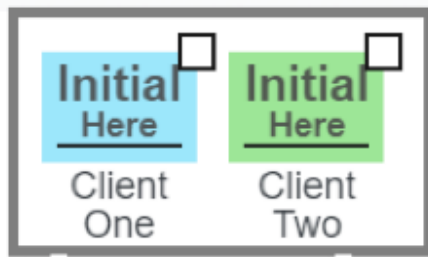 Initial
Here
Client
One
Initial
Here
Client
Two